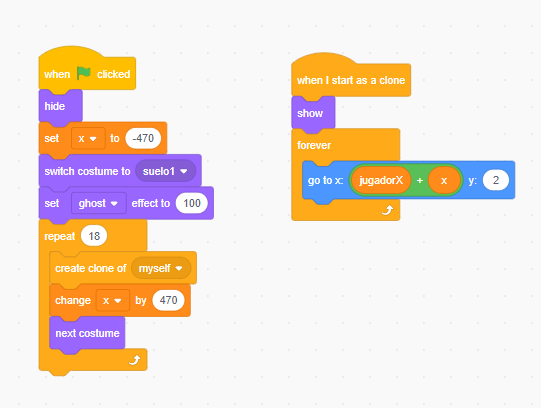 when clicked
hide
set x to -470
switch costume to suelo1
set ghost effect to 100
repeat 18
create clone of myself
change x by 470
next costume
when I start as a clone
show
forever
go to x: jugadorX + x y: 2